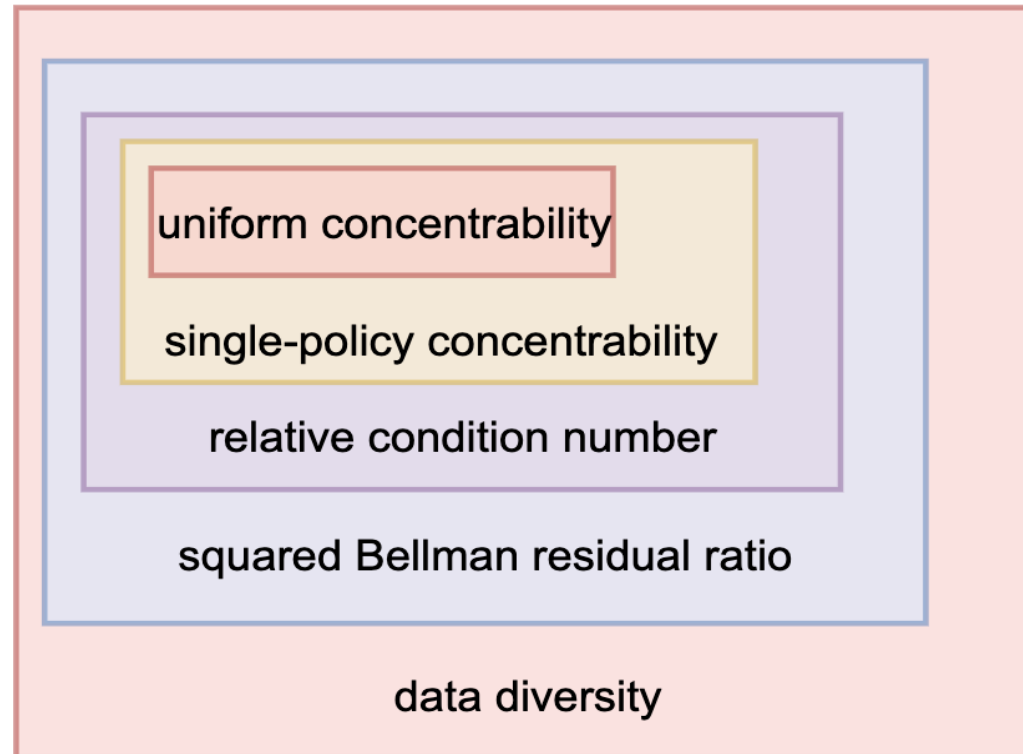 uniform concentrability
single-policy concentrability
relative condition number
squared Bellman residual ratio
data diversity